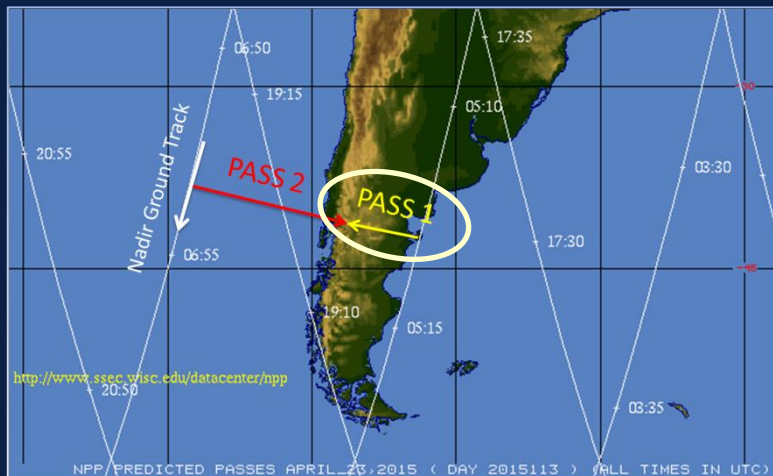 17:35
06:50
-30
19:15
05:10
20:55
Nadir Ground Track
PASS 2
PASS 1
03:30
17:30
06:55
-45
19:10
05:15
http://www.ssec.wisc.edu/datacenter/npp
20:50
03:35
NPP PREDICTED PASSES APRIL 23,2015 ( DAY 2015113 ) (ALL TIMES IN UTC)